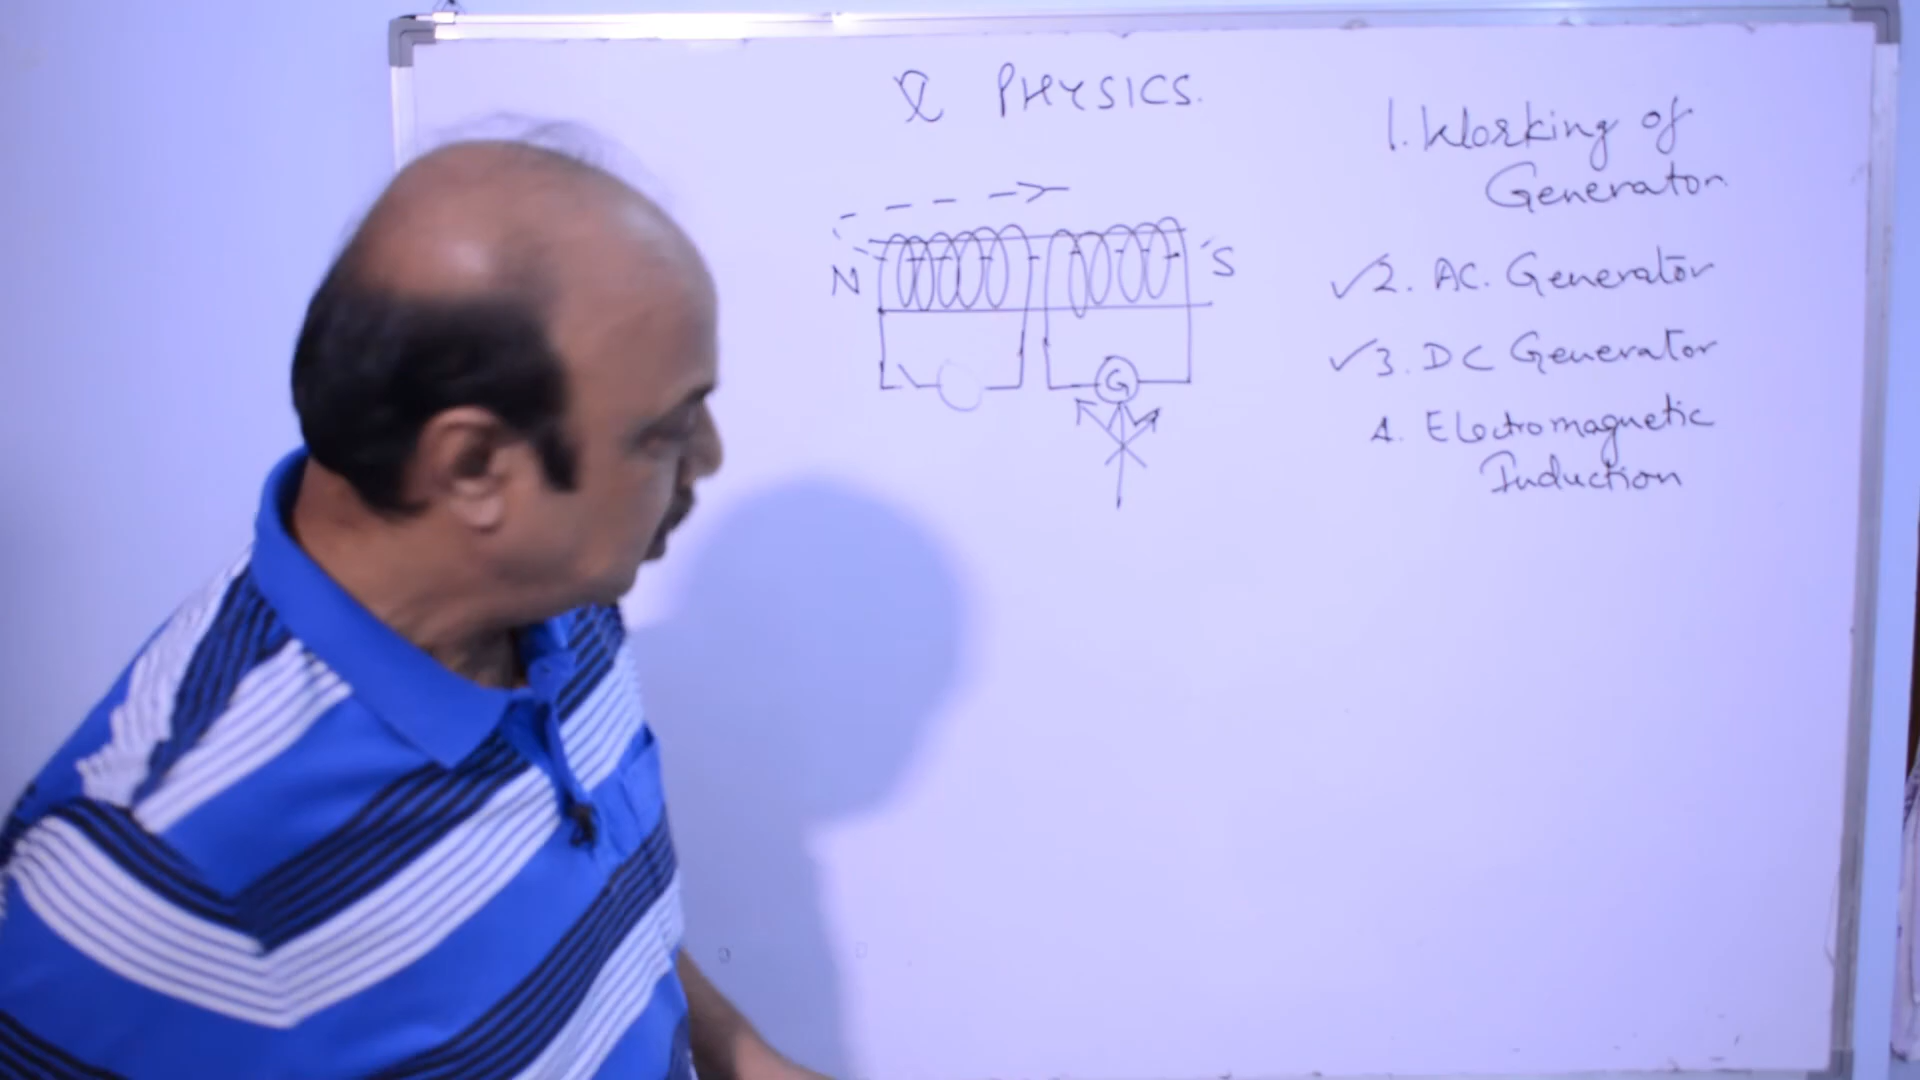 X PHYSICS.
N
S
G
1. Working of
Generator
✓2. AC. Generator
✓3. DC Generator
4. Electromagnetic
Induction